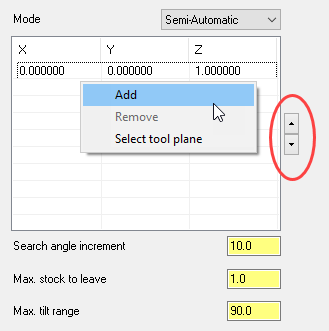 Mode Semi-Automatic
X Y Z
0.000000 0.000000 1.000000
Add
Remove
Select tool plane
Search angle increment 10.0
Max. stock to leave 1.0
Max. tilt range 90.0